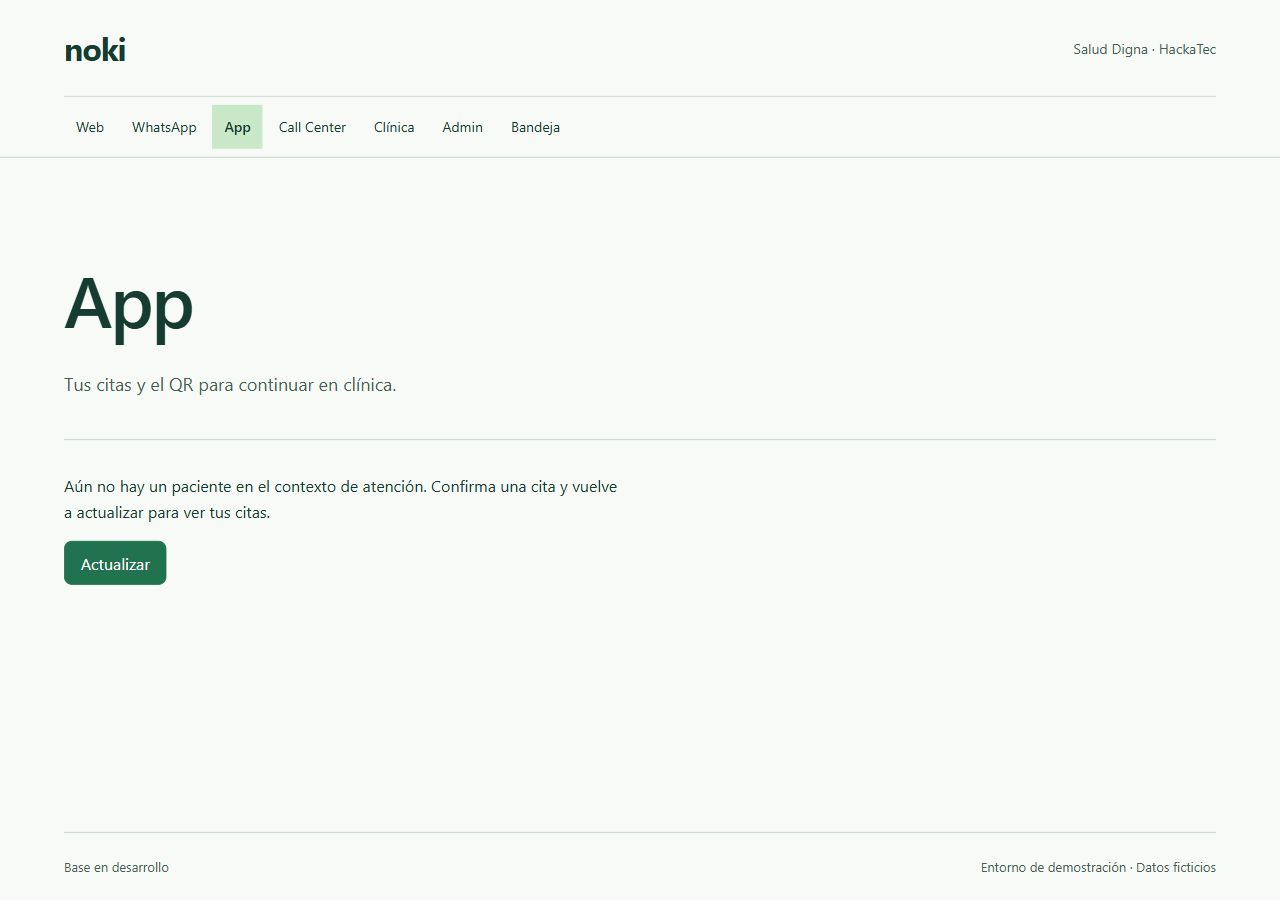 noki
Salud Digna · HackaTec
Web
WhatsApp
App
Call Center
Clínica
Admin
Bandeja
App
Tus citas y el QR para continuar en clínica.
Aún no hay un paciente en el contexto de atención. Confirma una cita y vuelve
a actualizar para ver tus citas.
Actualizar
Base en desarrollo
Entorno de demostración · Datos ficticios